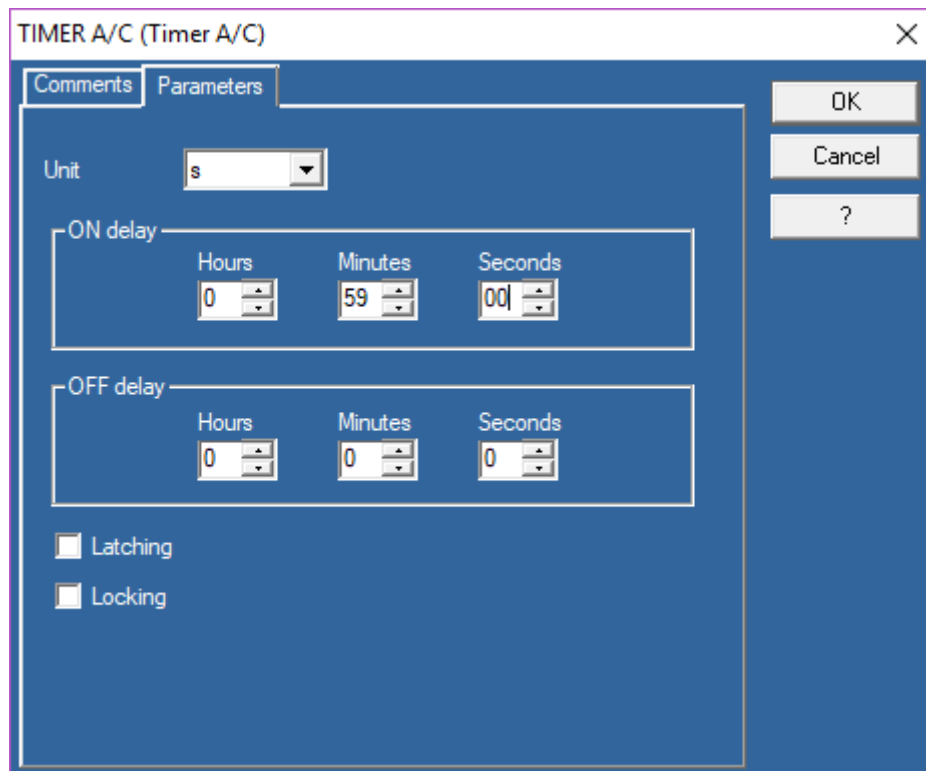 TIMER A/C (Timer A/C)
Comments Parameters
OK
Cancel
?
Unit s
ON delay
Hours Minutes Seconds
0 59 00
OFF delay
Hours Minutes Seconds
0 0 0
Latching
Locking